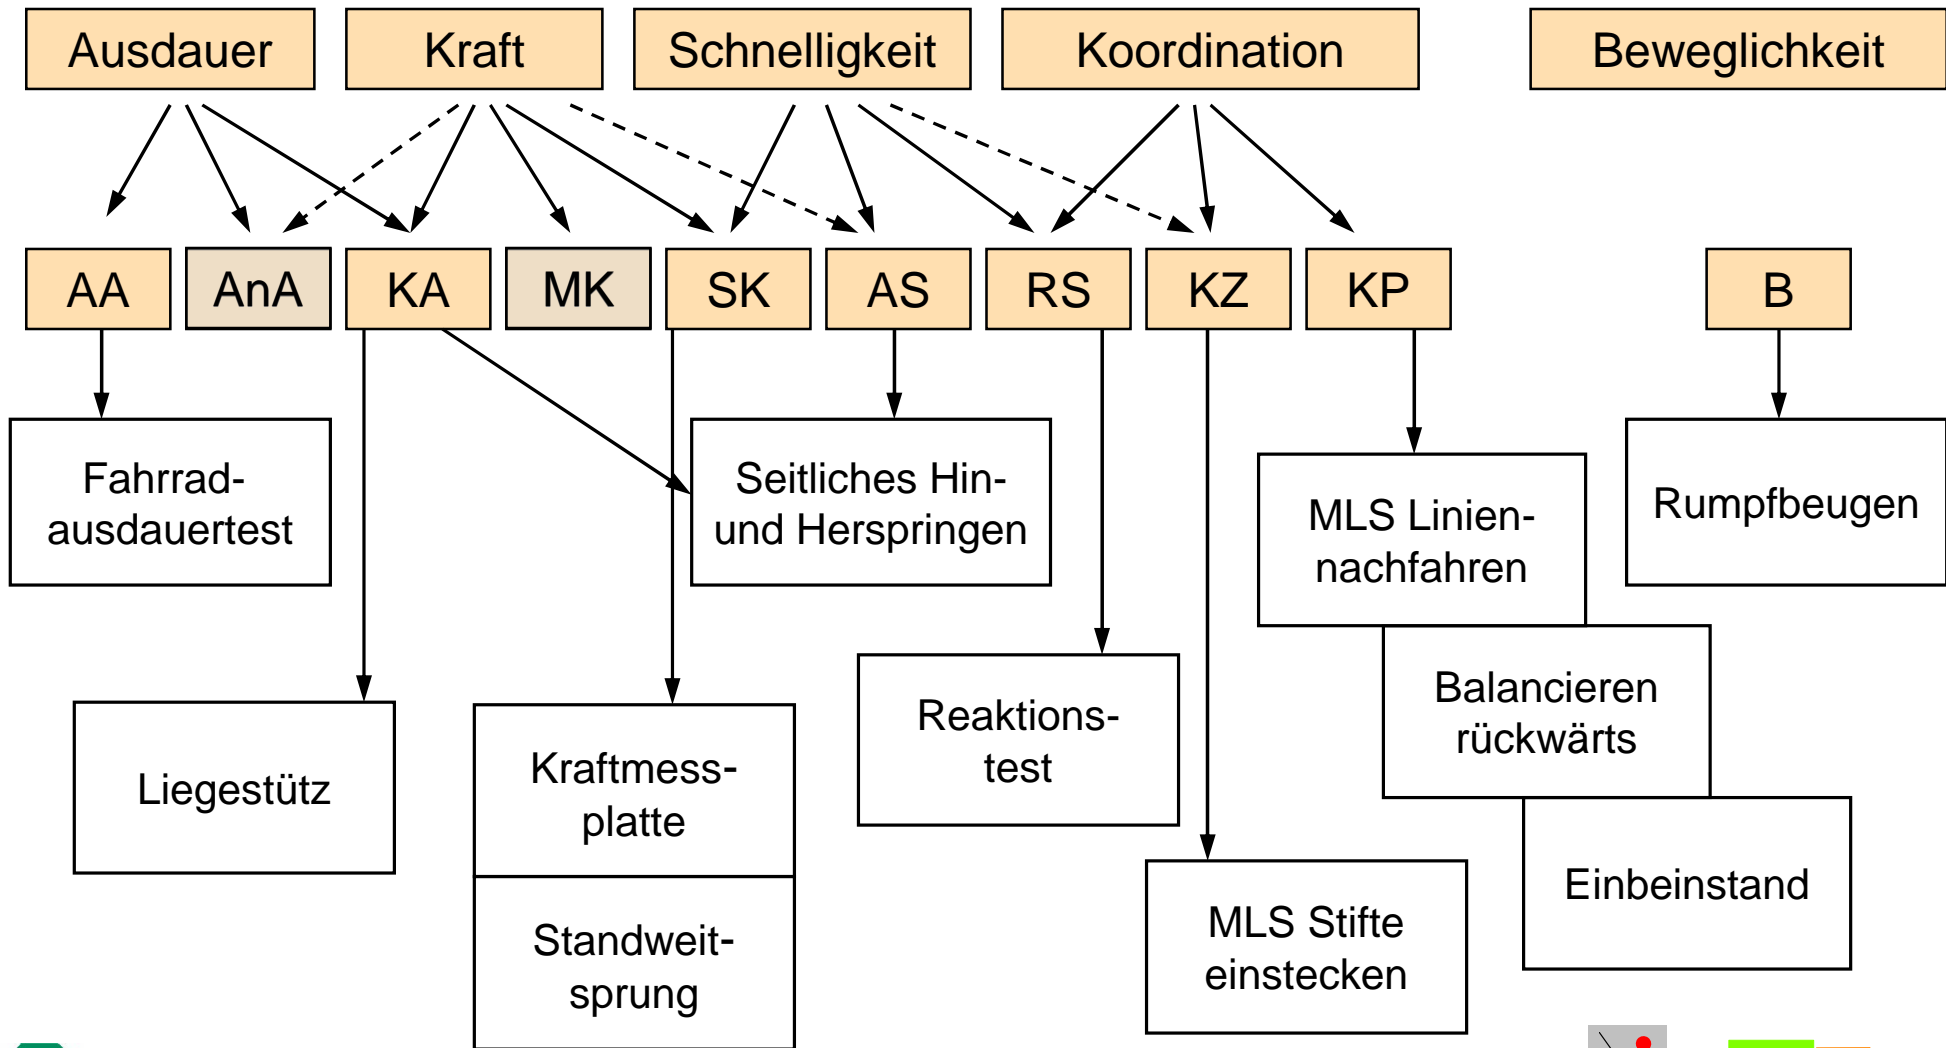 Ausdauer
Kraft
Schnelligkeit
Koordination
Beweglichkeit
AA
AnA
KA
MK
SK
AS
RS
KZ
KP
B
Fahrrad-
ausdauertest
Seitliches Hin-
und Herspringen
MLS Linien-
nachfahren
Rumpfbeugen
Liegestütz
Kraftmess-
platte
Reaktions-
test
Balancieren
rückwärts
Standweit-
sprung
MLS Stifte
einstecken
Einbeinstand